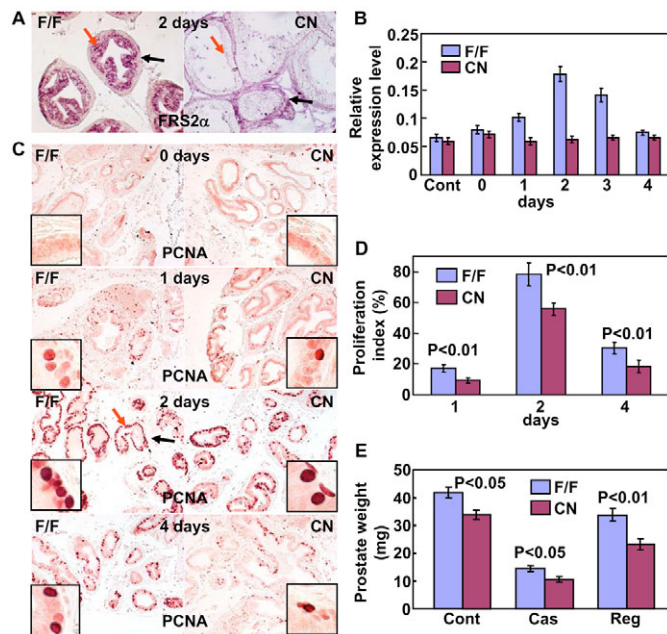 A
F/F
2 days
CN
FRS2α
B
Relative
expression level
0.25
0.2
0.15
0.1
0.05
0
F/F
CN
Cont
0
1
2
3
4
days
C
F/F
0 days
CN
PCNA
1 days
PCNA
F/F
2 days
CN
PCNA
F/F
4 days
CN
PCNA
D
Proliferation
index (%)
80
60
40
20
0
F/F
CN
P<0.01
P<0.01
P<0.01
1
2
4
days
E
Prostate weight
(mg)
50
40
30
20
10
0
F/F
CN
P<0.05
P<0.05
P<0.01
Cont
Cas
Reg